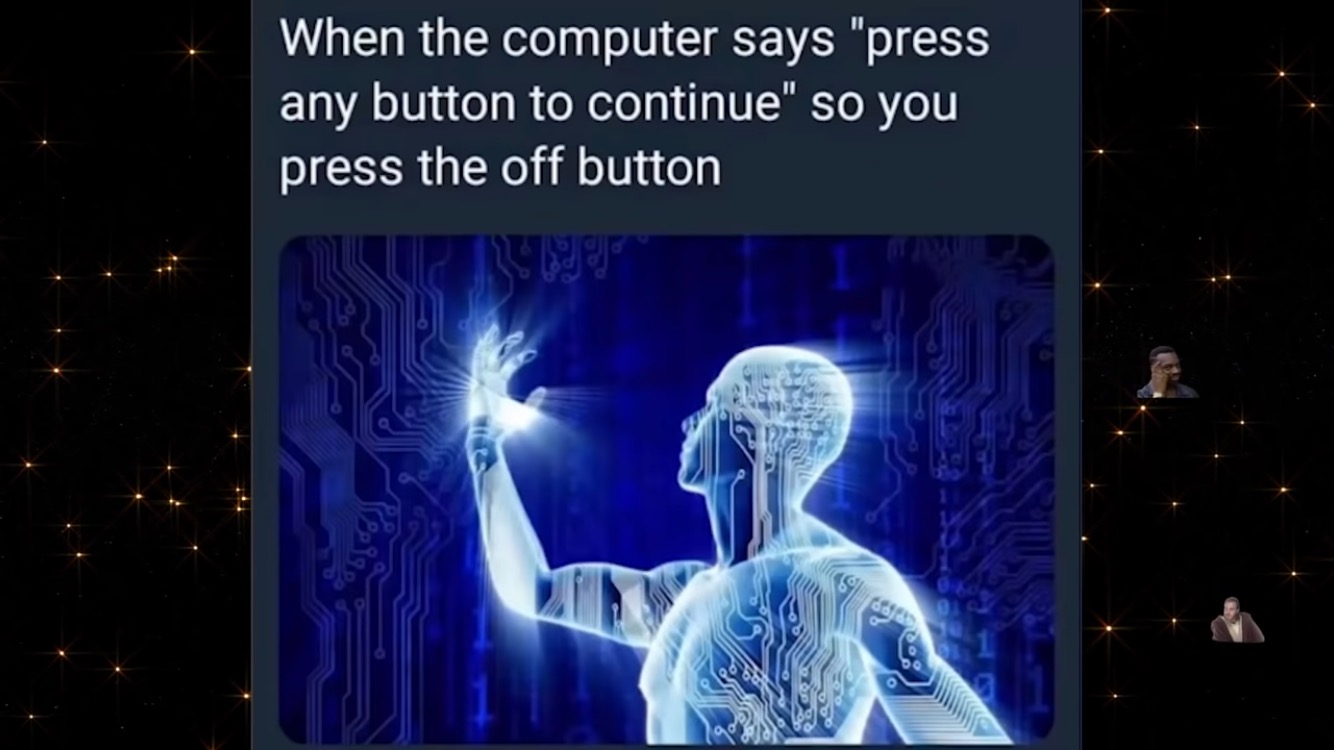 When the computer says "press
any button to continue" so you
press the off button